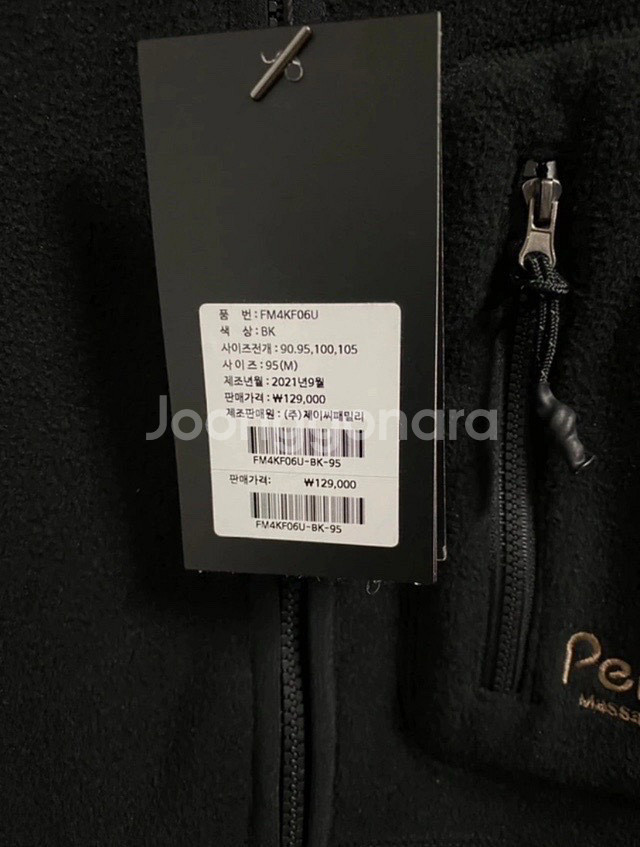 품 번 : FM4KF06U
색 상 : BK
사이즈전개 : 90.95,100,105
사 이 즈 : 95(M)
제조년월 : 2021년9월
판매가격 : ₩129,000
제조판매원 : (주)제이씨패밀리
Joonggonara
FM4KF06U-BK-95
판매가격: ₩129,000
FM4KF06U-BK-95